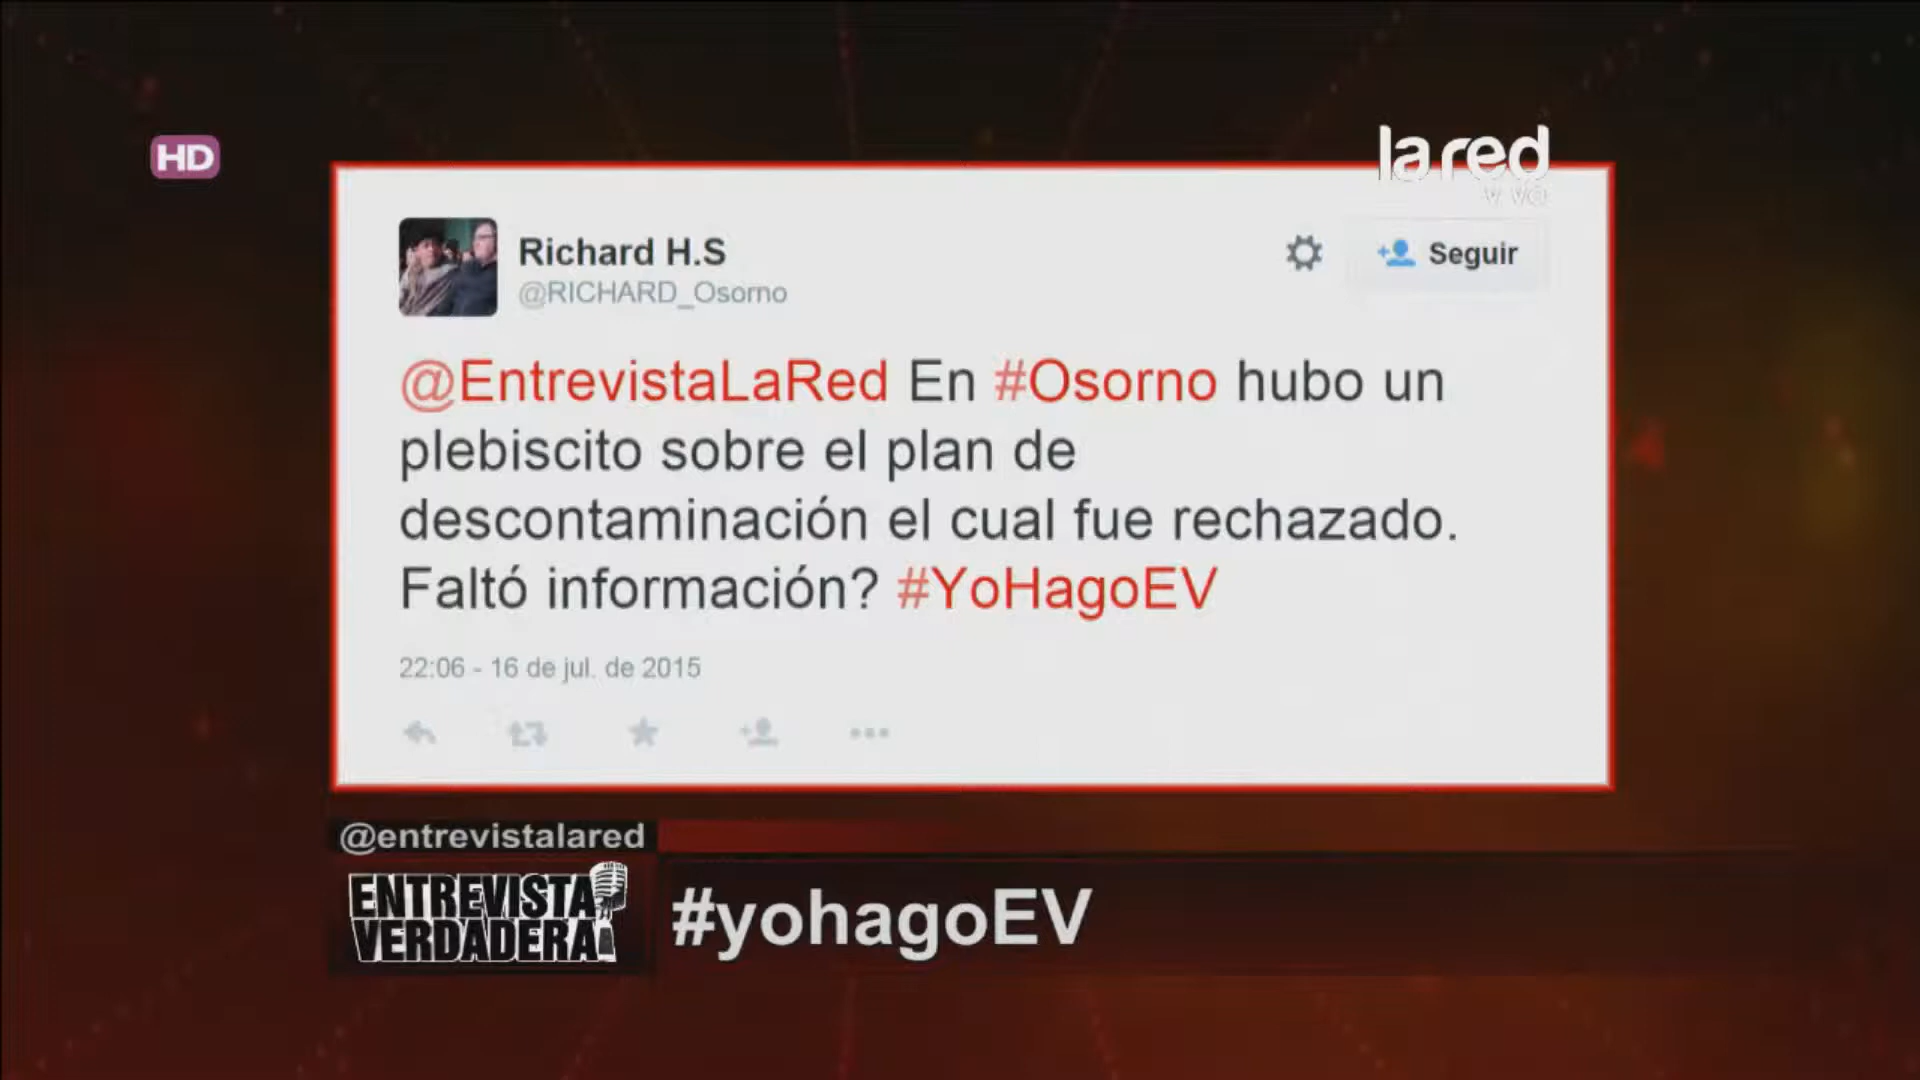 HD
la red
vivo
Richard H.S
@RICHARD_Osorno
Seguir
@EntrevistaLaRed En #Osorno hubo un
plebiscito sobre el plan de
descontaminación el cual fue rechazado.
Faltó información? #YoHagoEV
22:06 - 16 de jul. de 2015
@entrevistalared
ENTREVISTA
VERDADERA
#yohagoEV